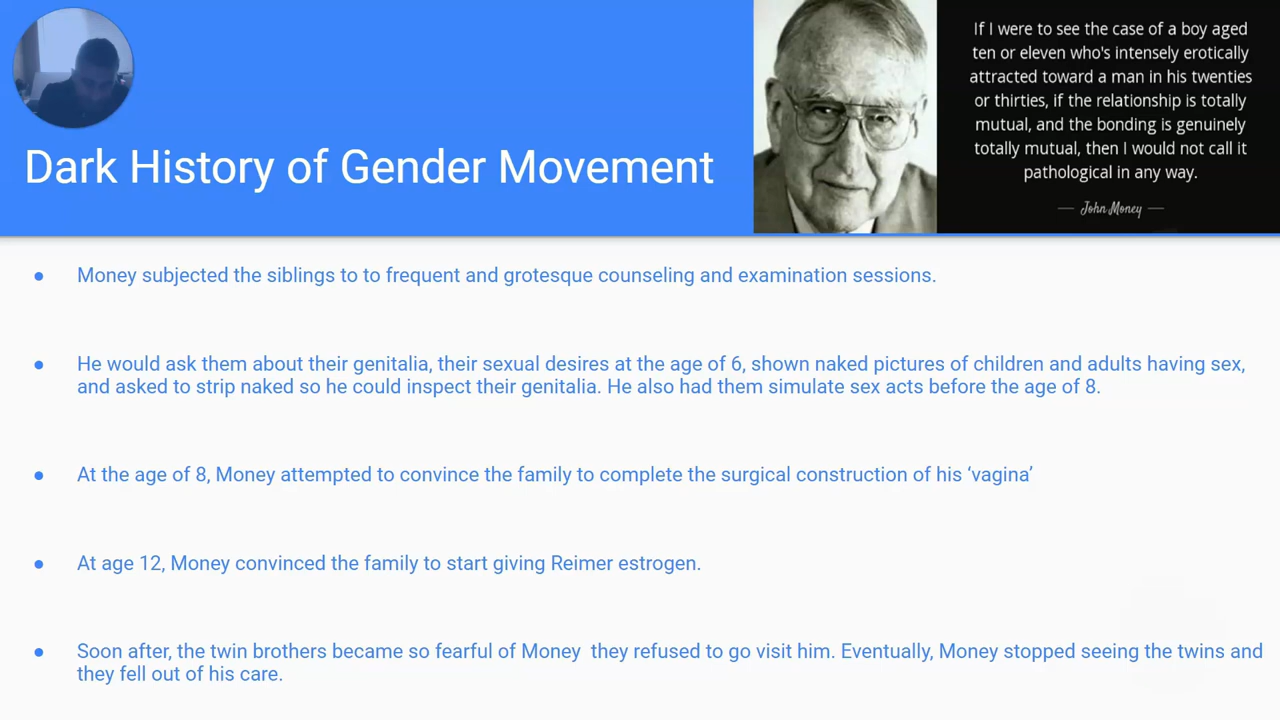 Dark History of Gender Movement
If I were to see the case of a boy aged
ten or eleven who's intensely erotically
attracted toward a man in his twenties
or thirties, if the relationship is totally
mutual, and the bonding is genuinely
totally mutual, then I would not call it
pathological in any way.
— John Money —
● Money subjected the siblings to to frequent and grotesque counseling and examination sessions.
● He would ask them about their genitalia, their sexual desires at the age of 6, shown naked pictures of children and adults having sex,
and asked to strip naked so he could inspect their genitalia. He also had them simulate sex acts before the age of 8.
● At the age of 8, Money attempted to convince the family to complete the surgical construction of his ‘vagina’
● At age 12, Money convinced the family to start giving Reimer estrogen.
● Soon after, the twin brothers became so fearful of Money  they refused to go visit him. Eventually, Money stopped seeing the twins and
they fell out of his care.